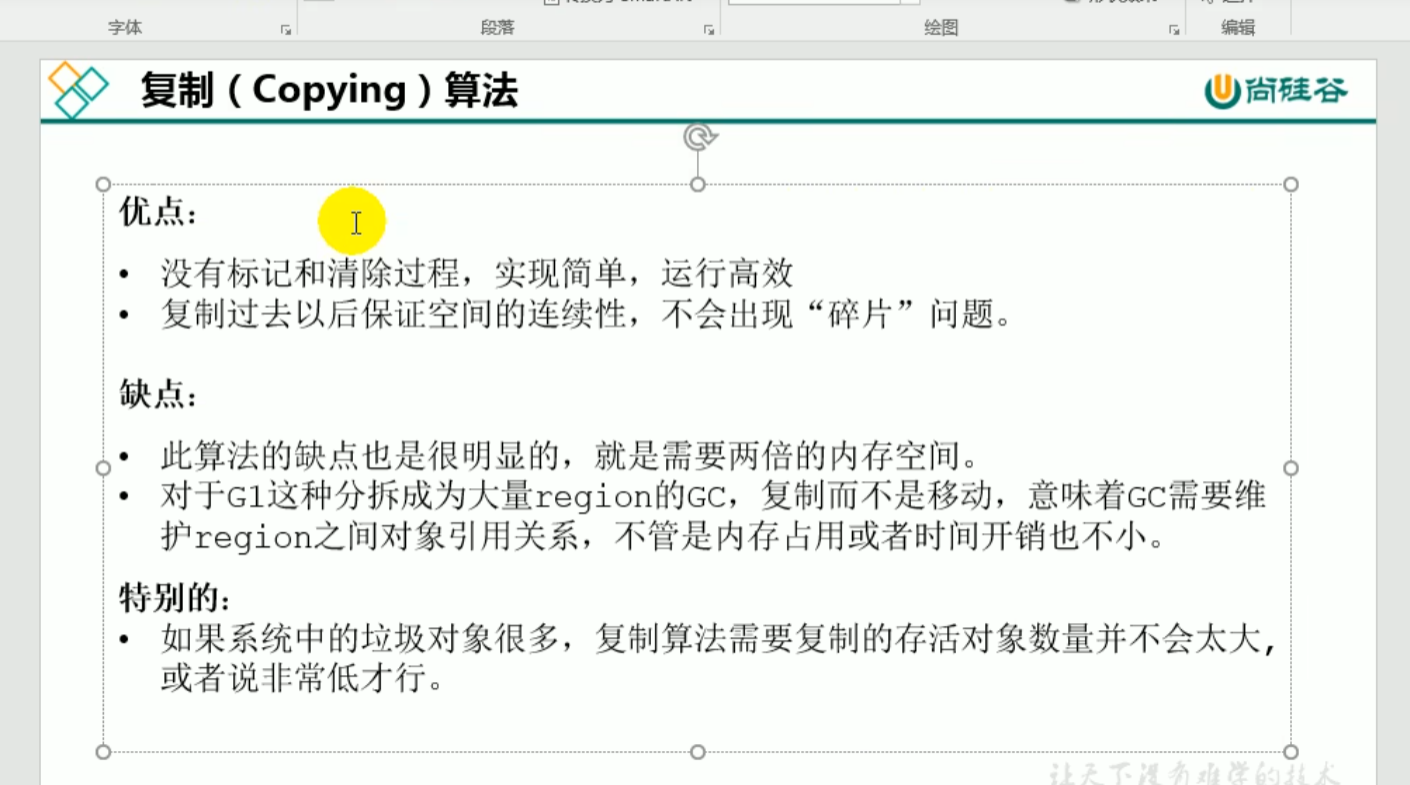 字体
段落
绘图
编辑
复制（Copying）算法
尚硅谷
优点：
• 没有标记和清除过程，实现简单，运行高效
• 复制过去以后保证空间的连续性，不会出现“碎片”问题。
缺点：
• 此算法的缺点也是很明显的，就是需要两倍的内存空间。
• 对于G1这种分拆成为大量region的GC，复制而不是移动，意味着GC需要维
护region之间对象引用关系，不管是内存占用或者时间开销也不小。
特别的：
• 如果系统中的垃圾对象很多，复制算法需要复制的存活对象数量并不会太大，
或者说非常低才行。
让天下没有难学的技术